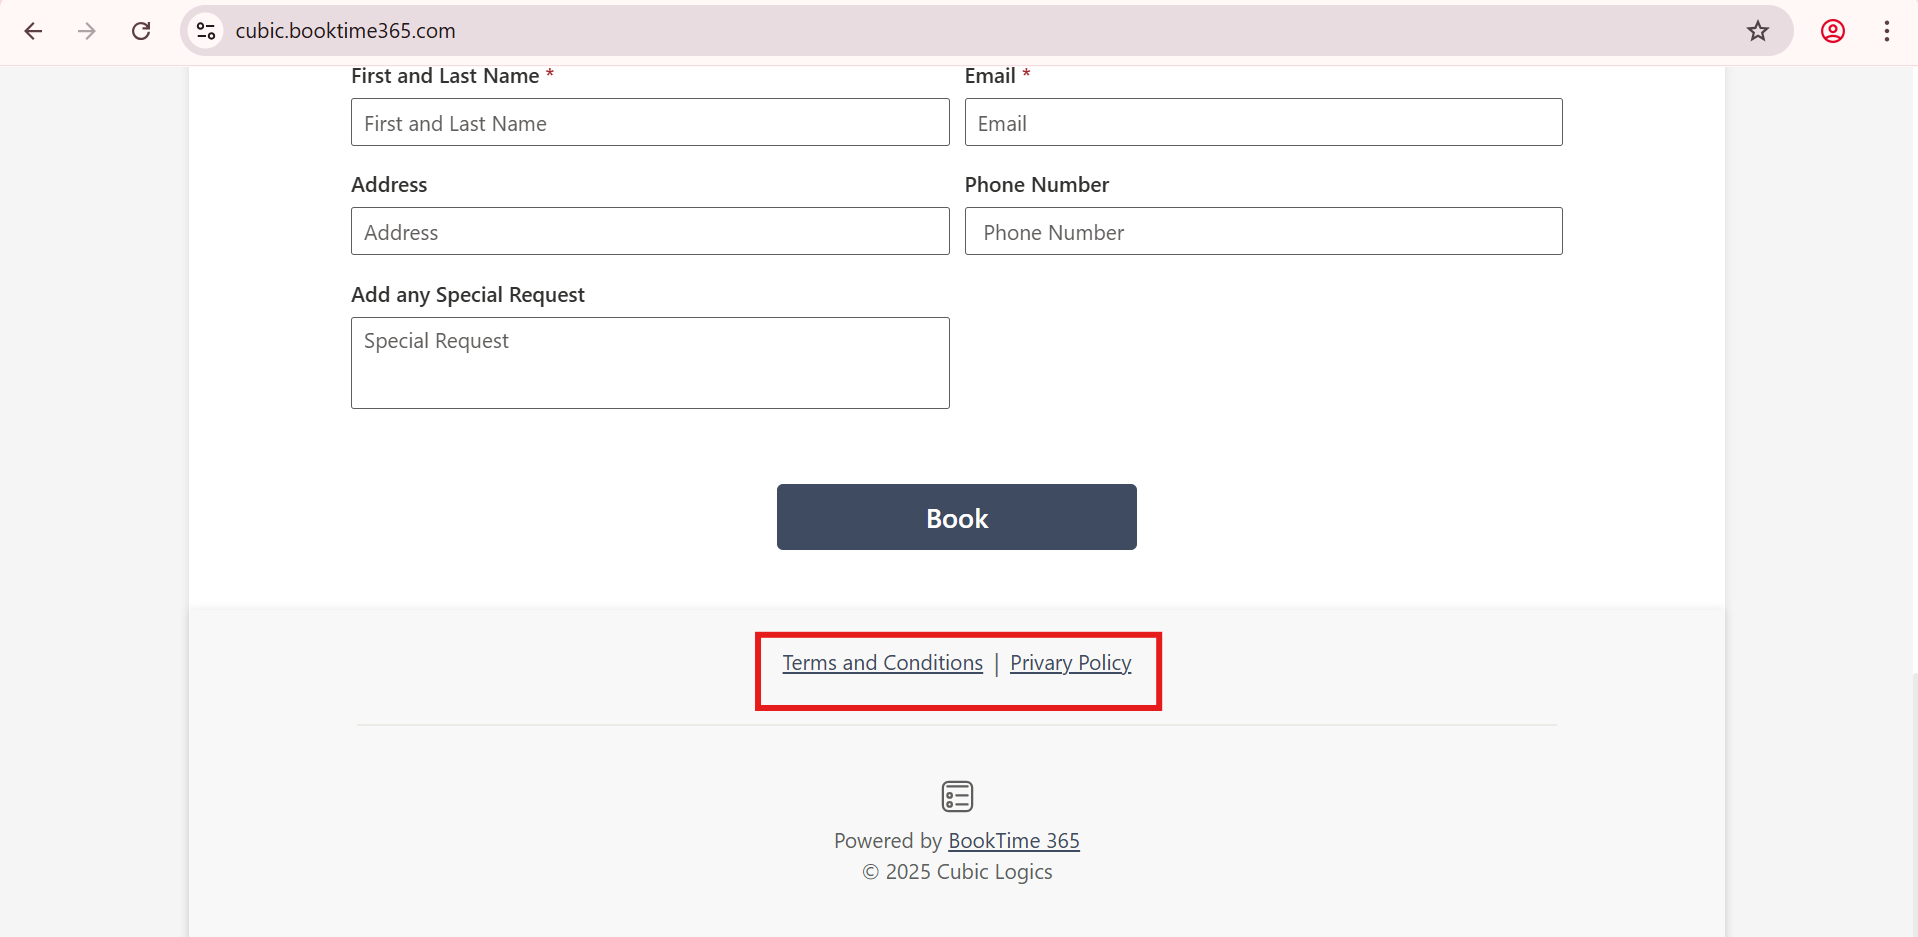 cubic.booktime365.com
First and Last Name * Email *
First and Last Name Email
Address Phone Number
Address Phone Number
Add any Special Request
Special Request
Book
Terms and Conditions | Privary Policy
Powered by BookTime 365
© 2025 Cubic Logics